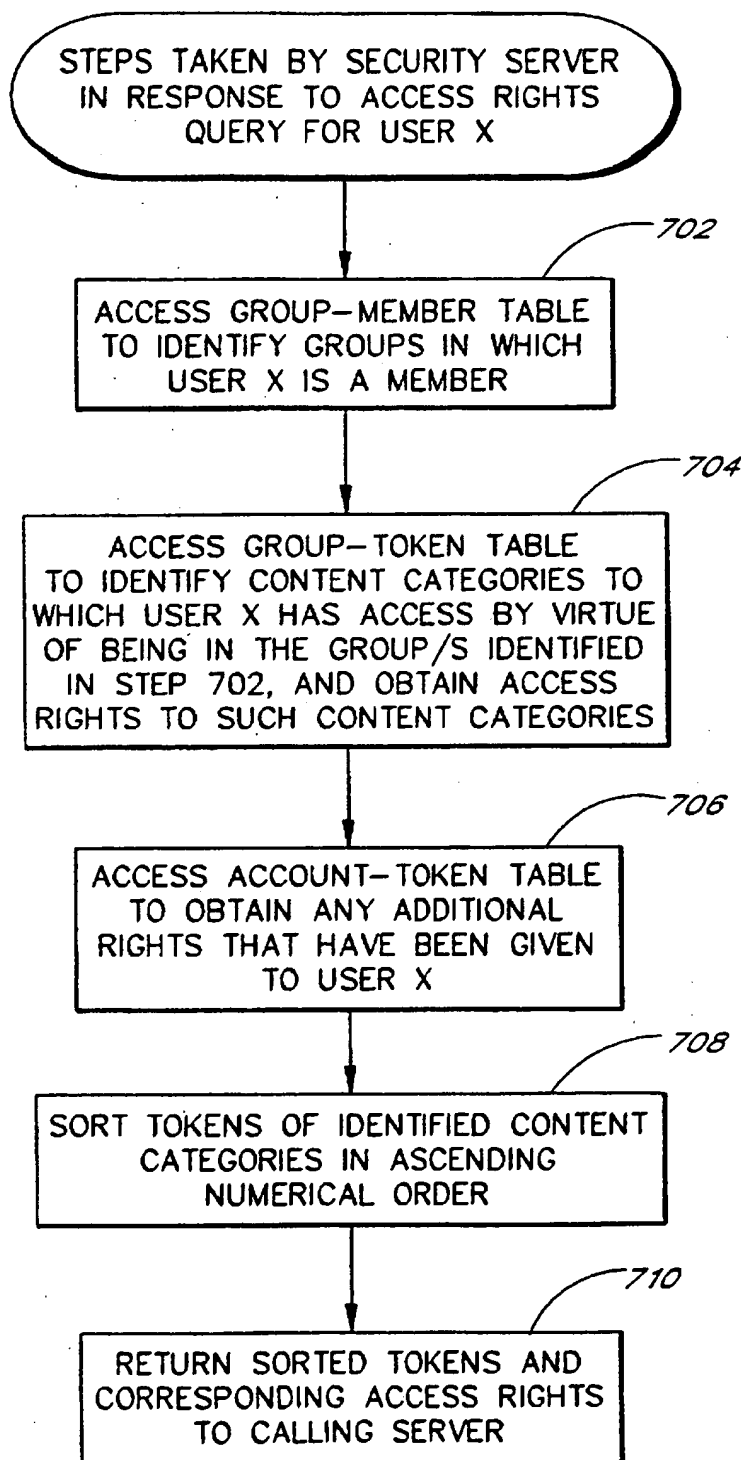 STEPS TAKEN BY SECURITY SERVER
IN RESPONSE TO ACCESS RIGHTS
QUERY FOR USER X
702
ACCESS GROUP-MEMBER TABLE
TO IDENTIFY GROUPS IN WHICH
USER X IS A MEMBER
704
ACCESS GROUP-TOKEN TABLE
TO IDENTIFY CONTENT CATEGORIES TO
WHICH USER X HAS ACCESS BY VIRTUE
OF BEING IN THE GROUP/S IDENTIFIED
IN STEP 702, AND OBTAIN ACCESS
RIGHTS TO SUCH CONTENT CATEGORIES
706
ACCESS ACCOUNT-TOKEN TABLE
TO OBTAIN ANY ADDITIONAL
RIGHTS THAT HAVE BEEN GIVEN
TO USER X
708
SORT TOKENS OF IDENTIFIED CONTENT
CATEGORIES IN ASCENDING
NUMERICAL ORDER
710
RETURN SORTED TOKENS AND
CORRESPONDING ACCESS RIGHTS
TO CALLING SERVER